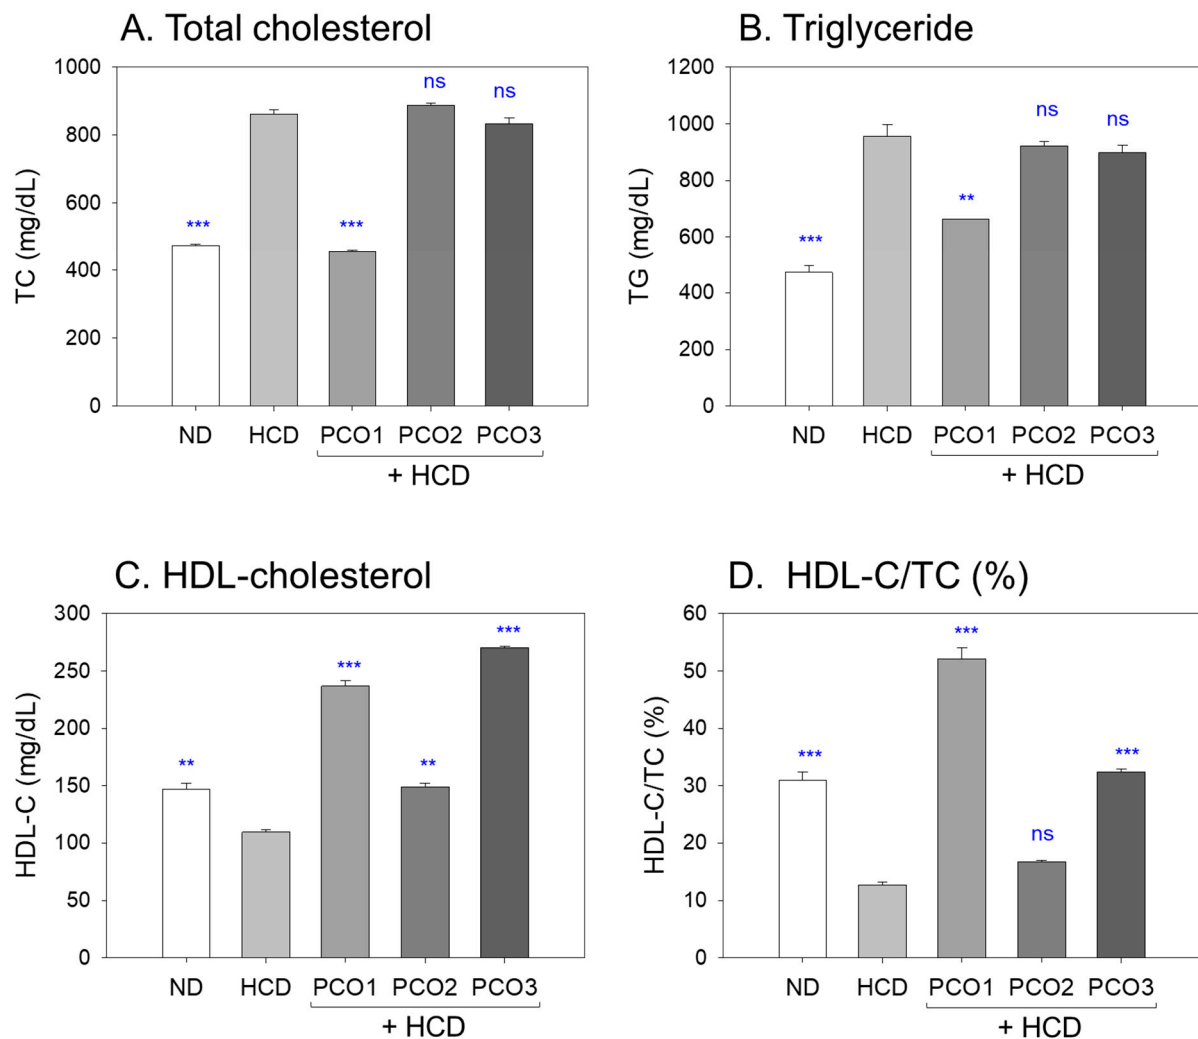 A. Total cholesterol
TC (mg/dL)
1000
800
600
400
200
0
***
***
ns
ns
ND HCD PCO1 PCO2 PCO3
+ HCD
B. Triglyceride
TG (mg/dL)
1200
1000
800
600
400
200
0
***
**
ns
ns
ND HCD PCO1 PCO2 PCO3
+ HCD
C. HDL-cholesterol
HDL-C (mg/dL)
300
250
200
150
100
50
0
**
***
**
***
ND HCD PCO1 PCO2 PCO3
+ HCD
D. HDL-C/TC (%)
HDL-C/TC (%)
60
50
40
30
20
10
0
***
***
ns
***
ND HCD PCO1 PCO2 PCO3
+ HCD